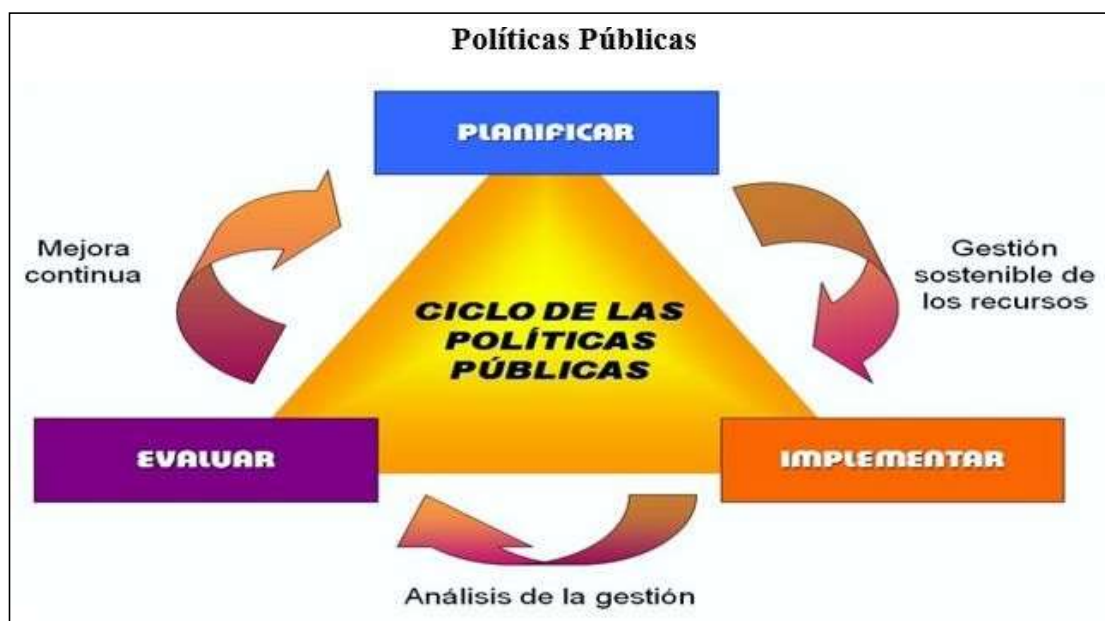 Políticas Públicas
PLANIFICAR
Mejora
continua
Gestión
sostenible de
los recursos
CICLO DE LAS
POLÍTICAS
PÚBLICAS
EVALUAR
IMPLEMENTAR
Análisis de la gestión